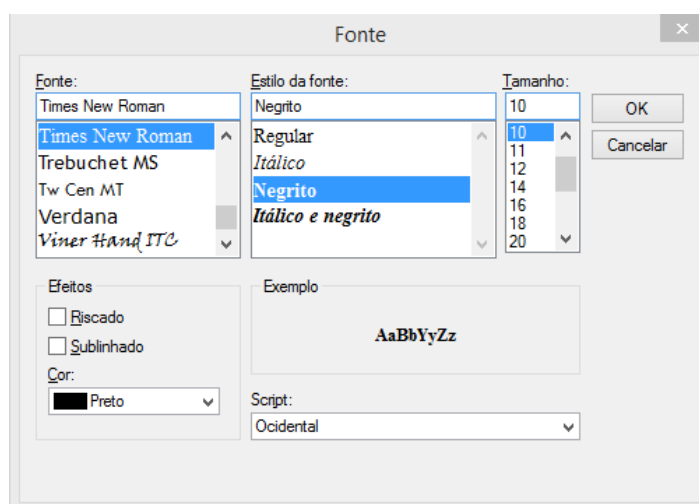 Fonte
Fonte:
Times New Roman
Times New Roman
Trebuchet MS
Tw Cen MT
Verdana
Viner Hand ITC
Estilo da fonte:
Negrito
Regular
Itálico
Negrito
Itálico e negrito
Tamanho:
10
10
11
12
14
16
18
20
OK
Cancelar
Efeitos
Riscado
Sublinhado
Cor:
Preto
Exemplo
AaBbYyZz
Script:
Ocidental